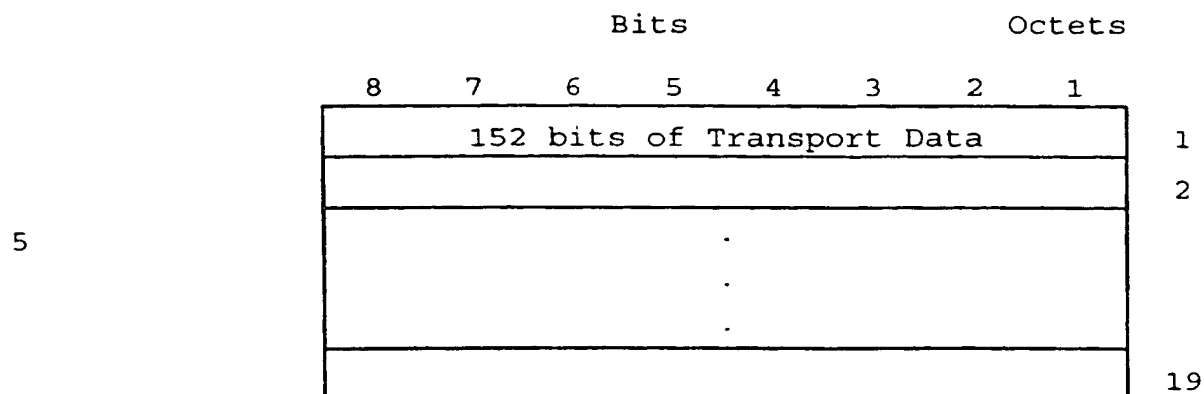 Bits Octets
8 7 6 5 4 3 2 1
152 bits of Transport Data 1
2
5
.
.
.
19